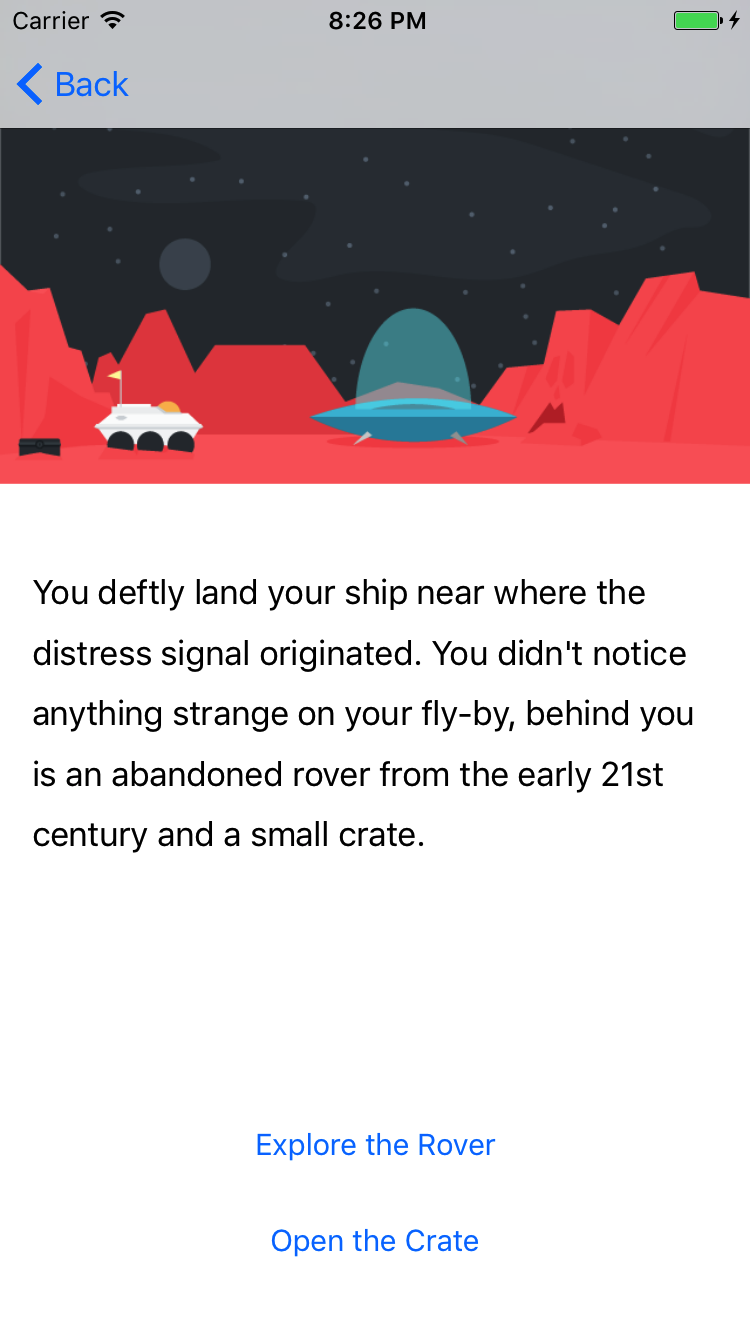 Carrier 8:26 PM
Back
You deftly land your ship near where the
distress signal originated. You didn't notice
anything strange on your fly-by, behind you
is an abandoned rover from the early 21st
century and a small crate.
Explore the Rover
Open the Crate